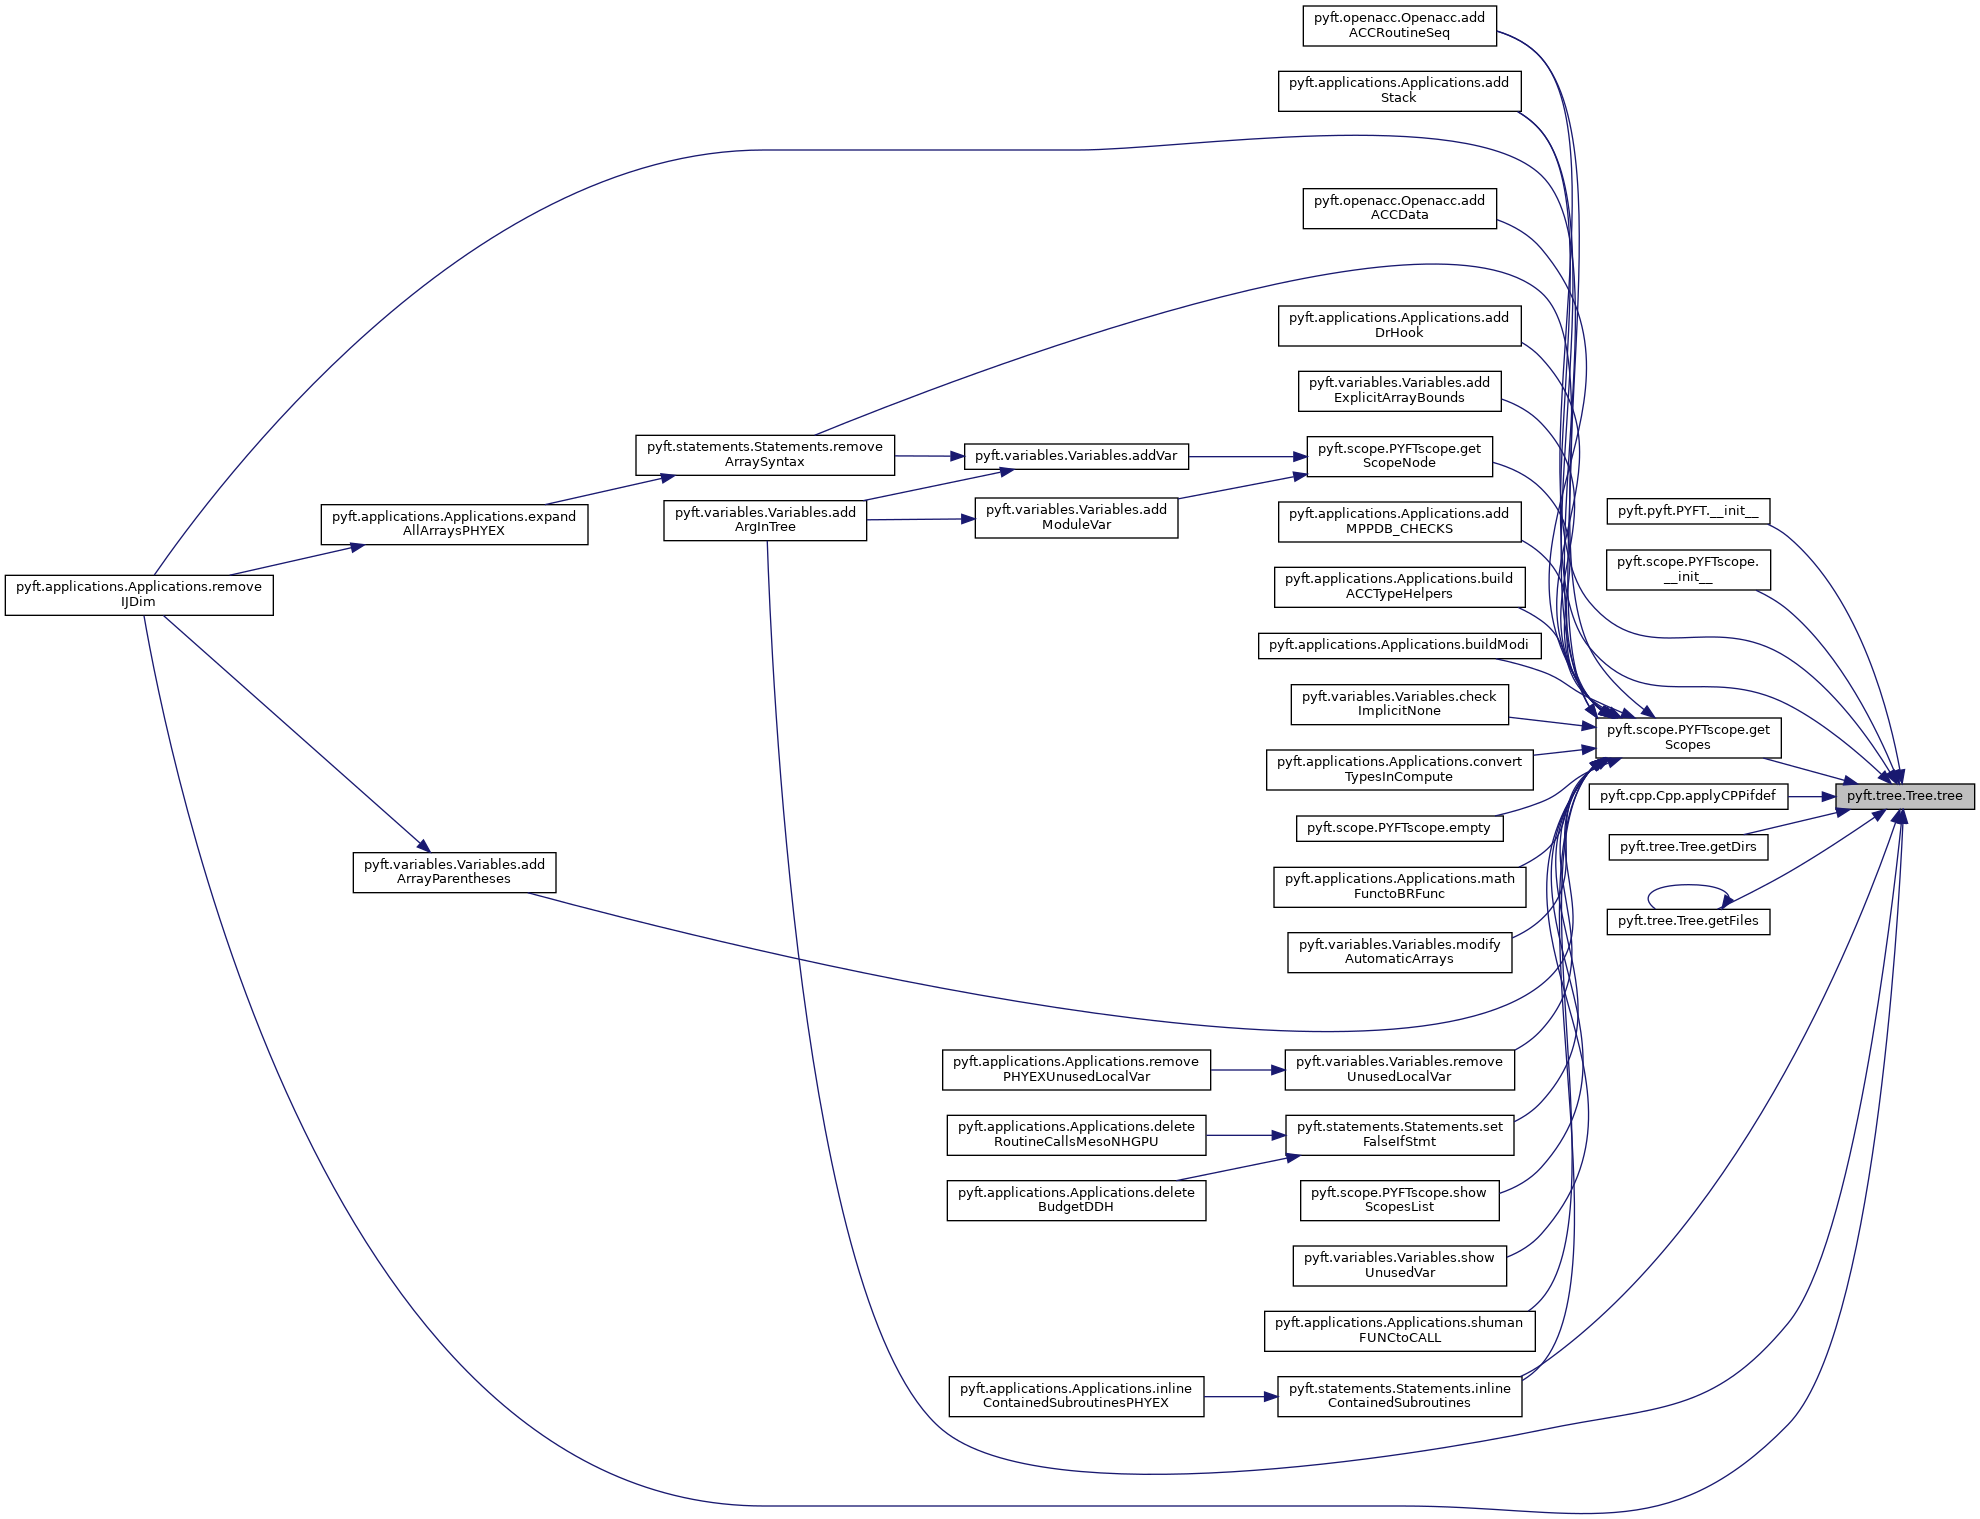 pyft.openacc.Openacc.add
ACCRoutineSeq
pyft.applications.Applications.add
Stack
pyft.openacc.Openacc.add
ACCData
pyft.applications.Applications.add
DrHook
pyft.variables.Variables.add
ExplicitArrayBounds
pyft.statements.Statements.remove
ArraySyntax
pyft.variables.Variables.addVar
pyft.scope.PYFTscope.get
ScopeNode
pyft.applications.Applications.expand
AllArraysPHYEX
pyft.variables.Variables.add
ArgInTree
pyft.variables.Variables.add
ModuleVar
pyft.applications.Applications.add
MPPDB_CHECKS
pyft.pyft.PYFT.__init__
pyft.scope.PYFTscope.
__init__
pyft.applications.Applications.remove
IJDim
pyft.applications.Applications.build
ACCTypeHelpers
pyft.applications.Applications.buildModi
pyft.variables.Variables.check
ImplicitNone
pyft.scope.PYFTscope.get
Scopes
pyft.applications.Applications.convert
TypesInCompute
pyft.cpp.Cpp.applyCPPifdef
pyft.tree.Tree.tree
pyft.scope.PYFTscope.empty
pyft.tree.Tree.getDirs
pyft.variables.Variables.add
ArrayParentheses
pyft.applications.Applications.math
FunctoBRFunc
pyft.tree.Tree.getFiles
pyft.variables.Variables.modify
AutomaticArrays
pyft.applications.Applications.remove
PHYEXUnusedLocalVar
pyft.variables.Variables.remove
UnusedLocalVar
pyft.applications.Applications.delete
RoutineCallsMesoNHGPU
pyft.statements.Statements.set
FalseIfStmt
pyft.applications.Applications.delete
BudgetDDH
pyft.scope.PYFTscope.show
ScopesList
pyft.variables.Variables.show
UnusedVar
pyft.applications.Applications.shuman
FUNCtoCALL
pyft.applications.Applications.inline
ContainedSubroutinesPHYEX
pyft.statements.Statements.inline
ContainedSubroutines